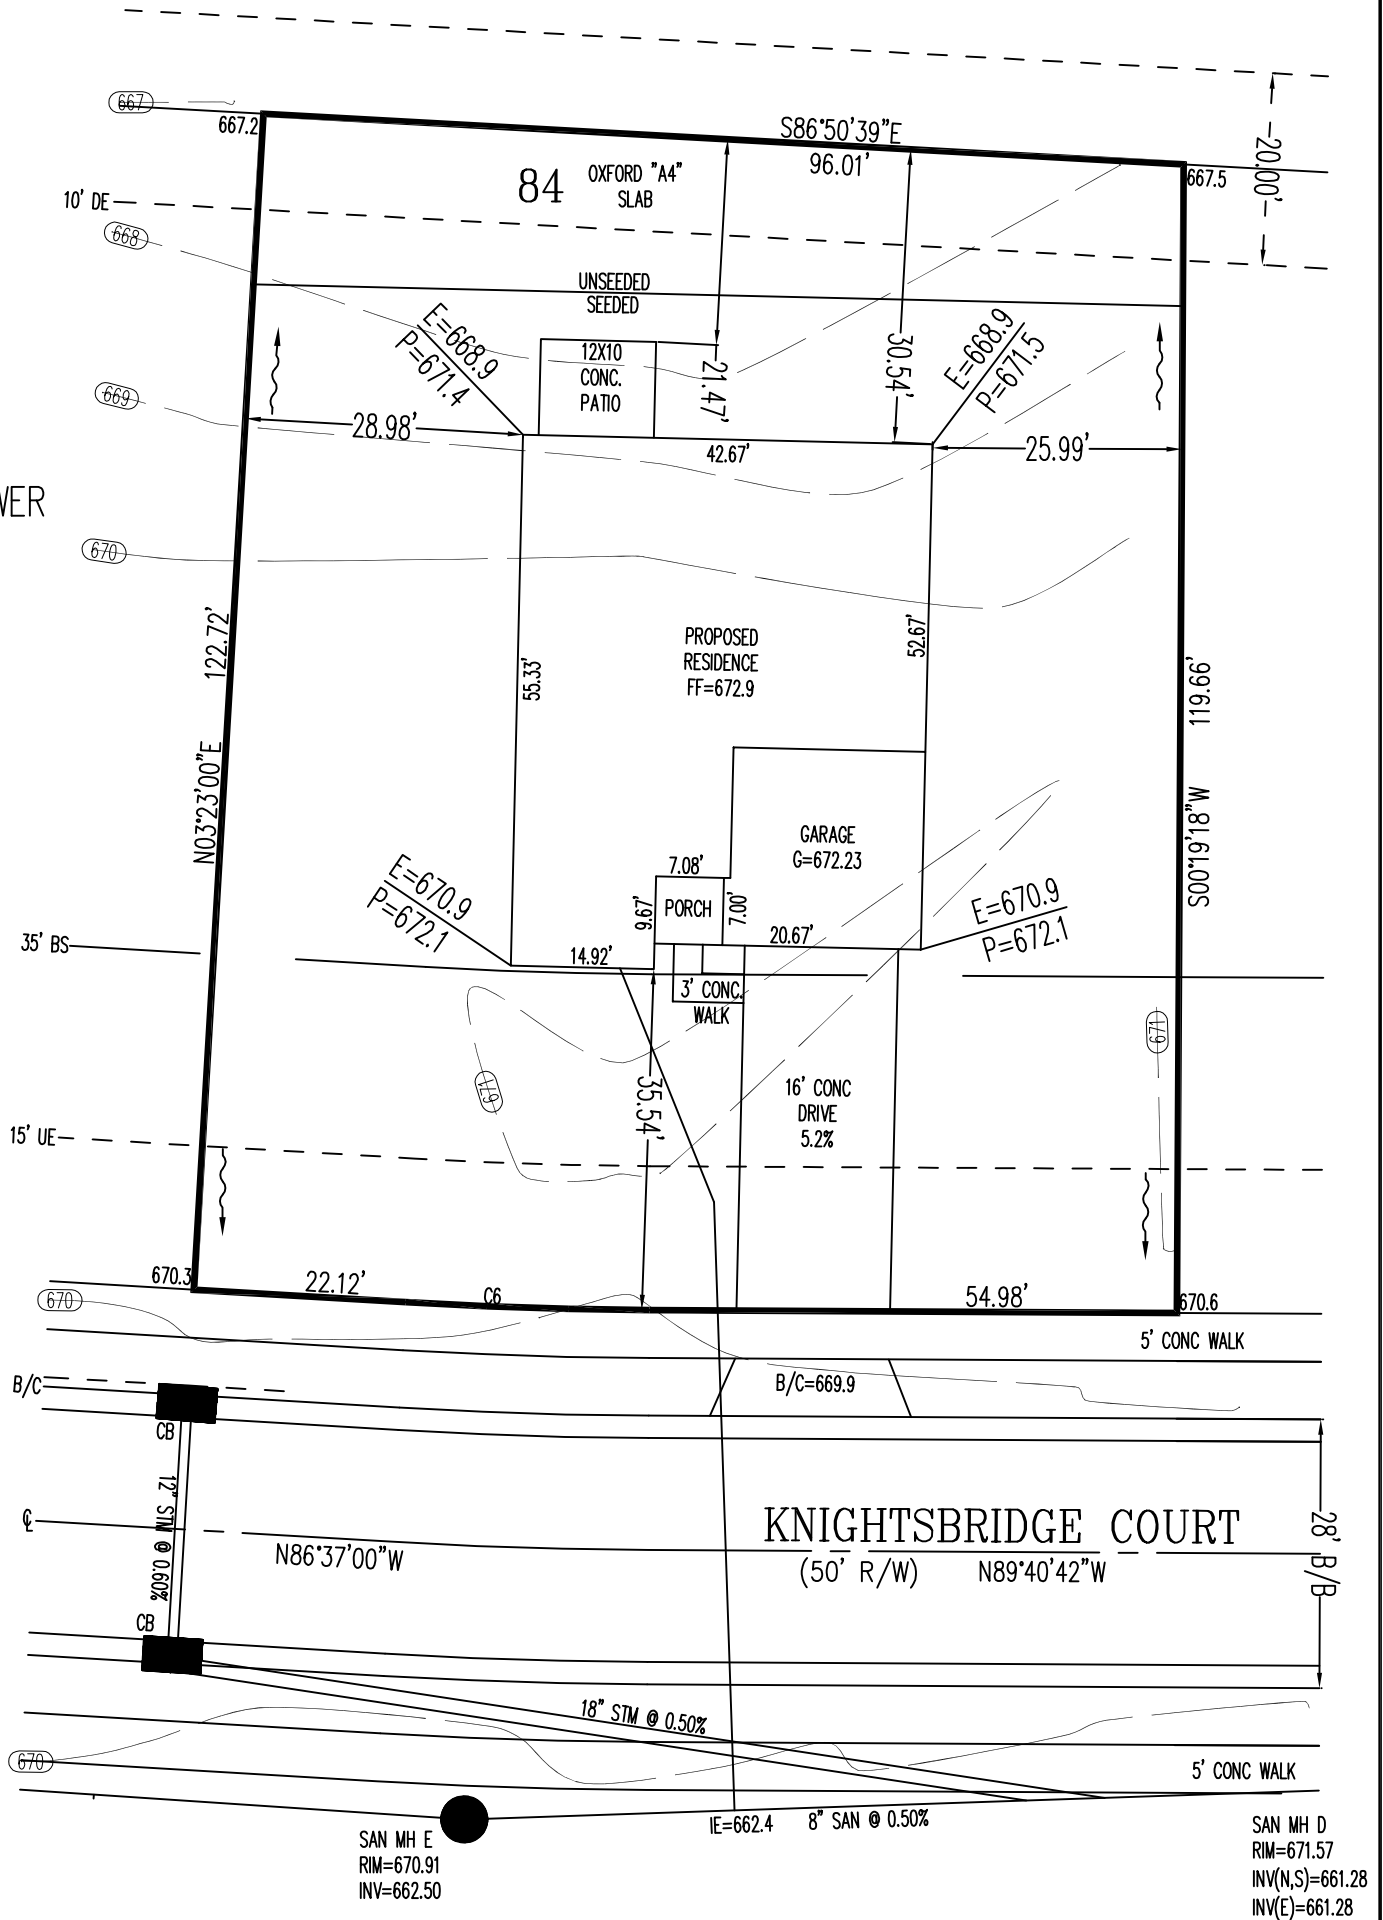 667
667.2
S86°50'39"E
96.01'
20.00'
667.5
84
OXFORD "A4"
SLAB
10' DE
668
UNSEEDED
SEEDED
E=668.9
P=671.4
12X10
CONC.
PATIO
21.47'
30.54'
E=668.9
P=671.5
669
28.98'
42.67'
25.99'
670
122.72'
N03°23'00"E
55.33'
PROPOSED
RESIDENCE
FF=672.9
52.67'
119.66'
S00°19'18"W
GARAGE
G=672.23
E=670.9
P=672.1
7.08'
9.67'
PORCH
7.00'
20.67'
E=670.9
P=672.1
35' BS
14.92'
3' CONC.
WALK
671
671
35.54'
16' CONC
DRIVE
5.2%
15' UE
670.3
22.12'
C6
54.98'
670.6
670
5' CONC WALK
B/C
B/C=669.9
CB
12" STM @ 0.60%
KNIGHTSBRIDGE COURT
(50' R/W)
N89°40'42"W
N86°37'00"W
28' B/B
CB
18" STM @ 0.50%
670
5' CONC WALK
IE=662.4
8" SAN @ 0.50%
SAN MH E
RIM=670.91
INV=662.50
SAN MH D
RIM=671.57
INV(N,S)=661.28
INV(E)=661.28